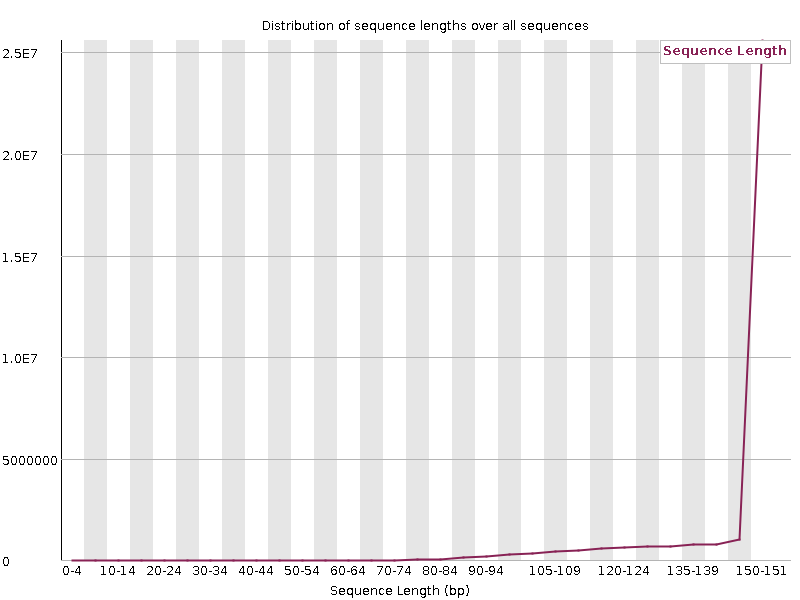 Distribution of sequence lengths over all sequences
Sequence Length
2.5E7
2.0E7
1.5E7
1.0E7
5000000
0
0-4 10-14 20-24 30-34 40-44 50-54 60-64 70-74 80-84 90-94 105-109 120-124 135-139 150-151
Sequence Length (bp)